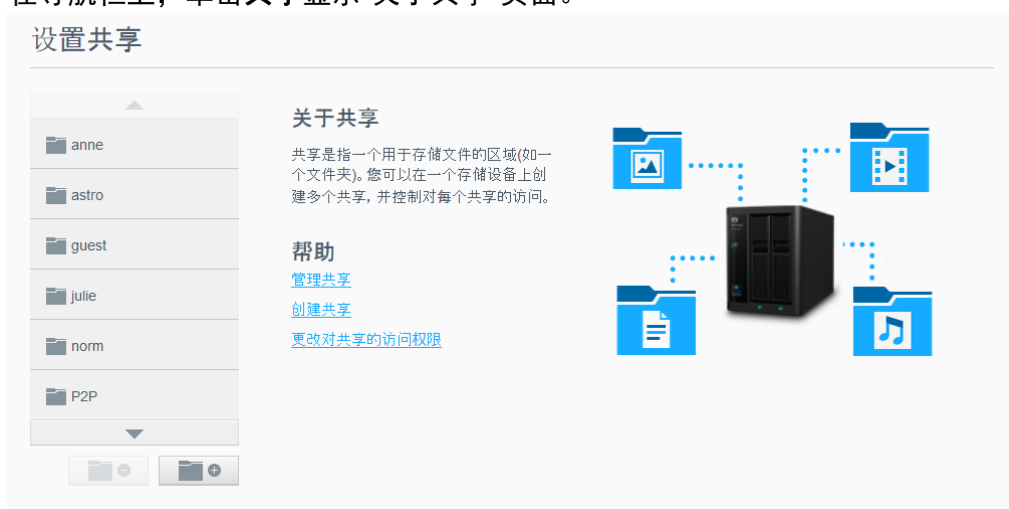 设置共享
anne
astro
guest
julie
norm
P2P
关于共享
共享是指一个用于存储文件的区域(如一
个文件夹)。您可以在一个存储设备上创
建多个共享, 并控制对每个共享的访问。
帮助
管理共享
创建共享
更改对共享的访问权限